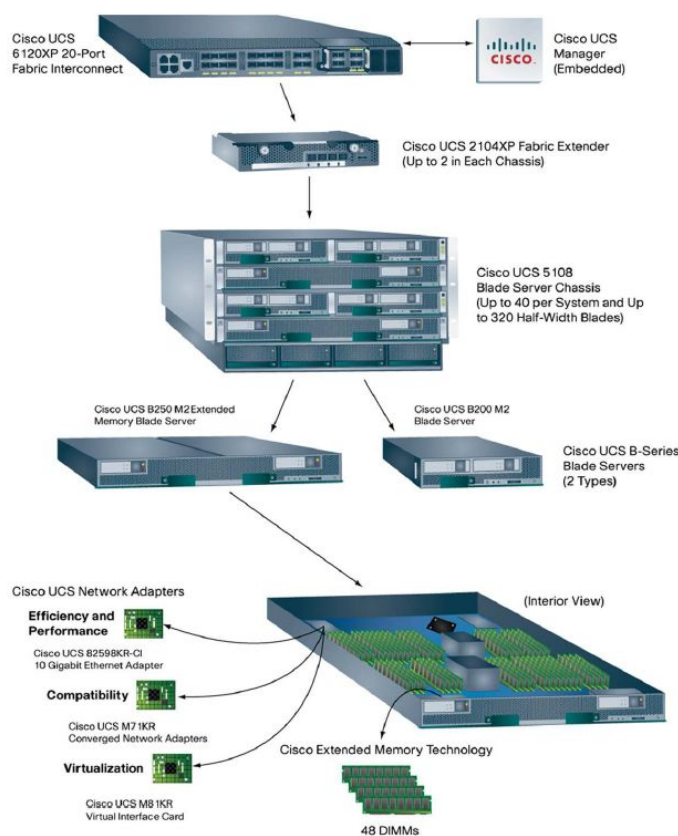 Cisco UCS
6120XP 20-Port
Fabric Interconnect
CISCO
Cisco UCS
Manager
(Embedded)
Cisco UCS 2104XP Fabric Extender
(Up to 2 in Each Chassis)
Cisco UCS 5108
Blade Server Chassis
(Up to 40 per System and Up
to 320 Half-Width Blades)
Cisco UCS B250 M2 Extended
Memory Blade Server
Cisco UCS B200 M2
Blade Server
Cisco UCS B-Series
Blade Servers
(2 Types)
Cisco UCS Network Adapters
Efficiency and
Performance
Cisco UCS 82598KR-CI
10 Gigabit Ethernet Adapter
Compatibility
Cisco UCS M71KR
Converged Network Adapters
Virtualization
Cisco UCS M81KR
Virtual Interface Card
(Interior View)
Cisco Extended Memory Technology
48 DIMMs